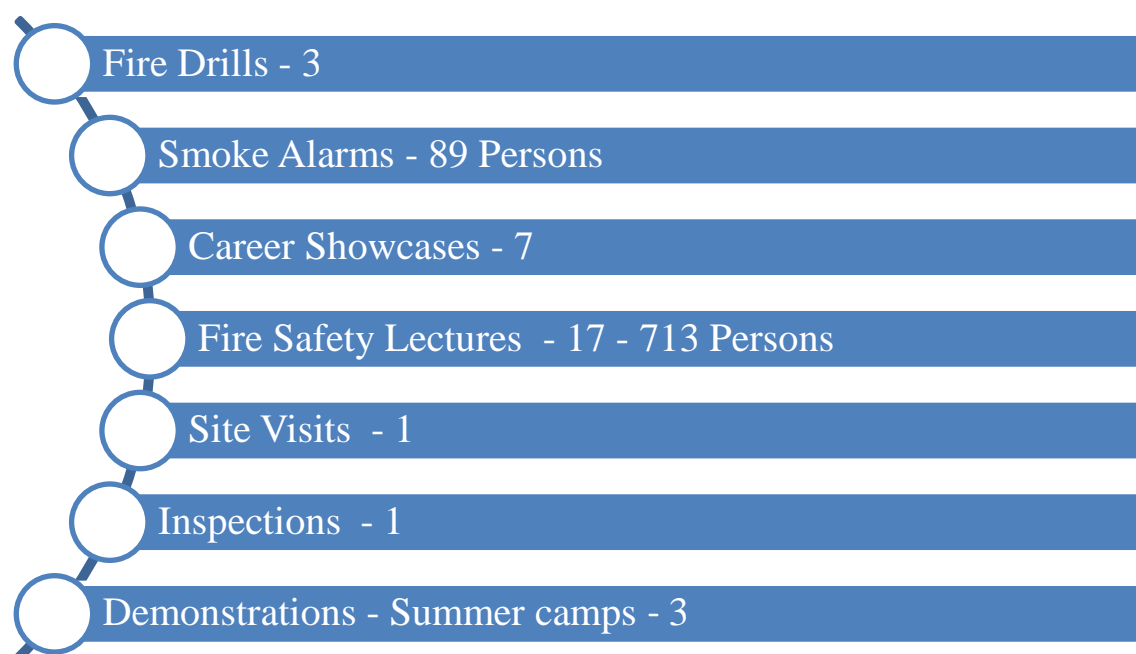 Fire Drills - 3
Smoke Alarms - 89 Persons
Career Showcases - 7
Fire Safety Lectures  - 17 - 713 Persons
Site Visits  - 1
Inspections  - 1
Demonstrations - Summer camps - 3